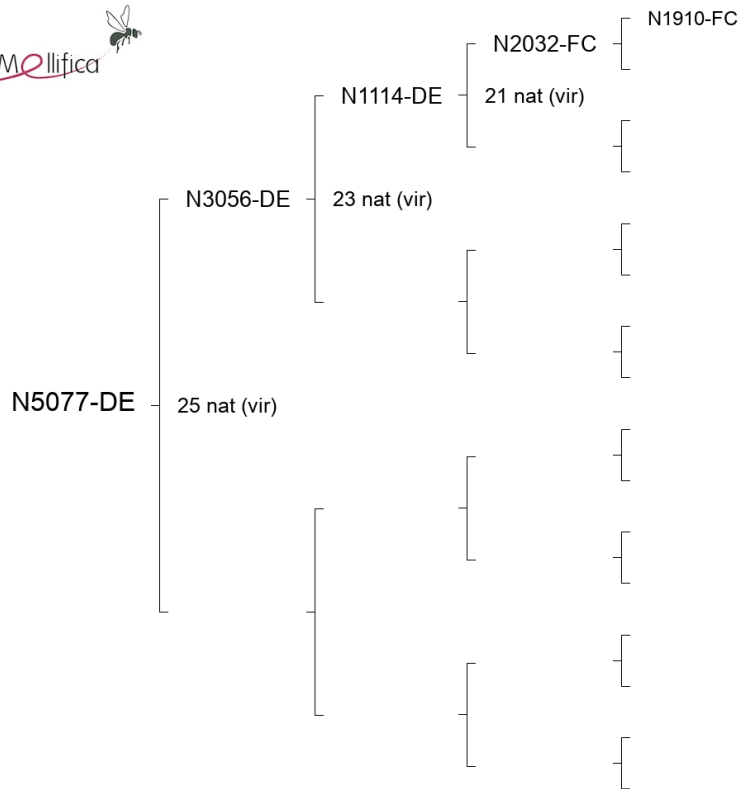 Mellifica
N1910-FC
N2032-FC
N1114-DE
21 nat (vir)
N3056-DE
23 nat (vir)
N5077-DE
25 nat (vir)